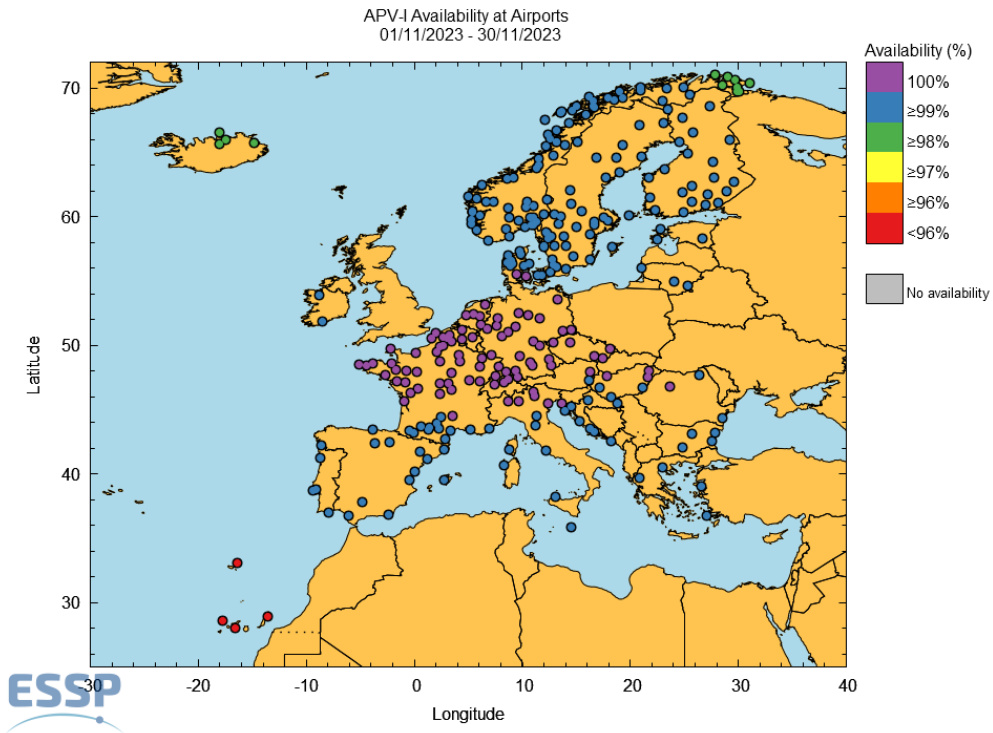 APV-I Availability at Airports
01/11/2023 - 30/11/2023
Availability (%)
100%
≥99%
≥98%
≥97%
≥96%
<96%
No availability
Latitude
70
60
50
40
30
-30
-20
-10
0
10
20
30
40
Longitude
ESSP